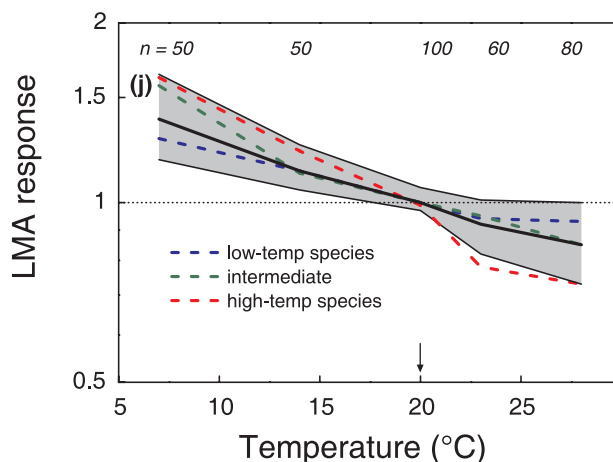 2
n = 50 50 100 60 80
(j)
1.5
LMA response
1
low-temp species
intermediate
high-temp species
0.5
5 10 15 20 25
Temperature (°C)